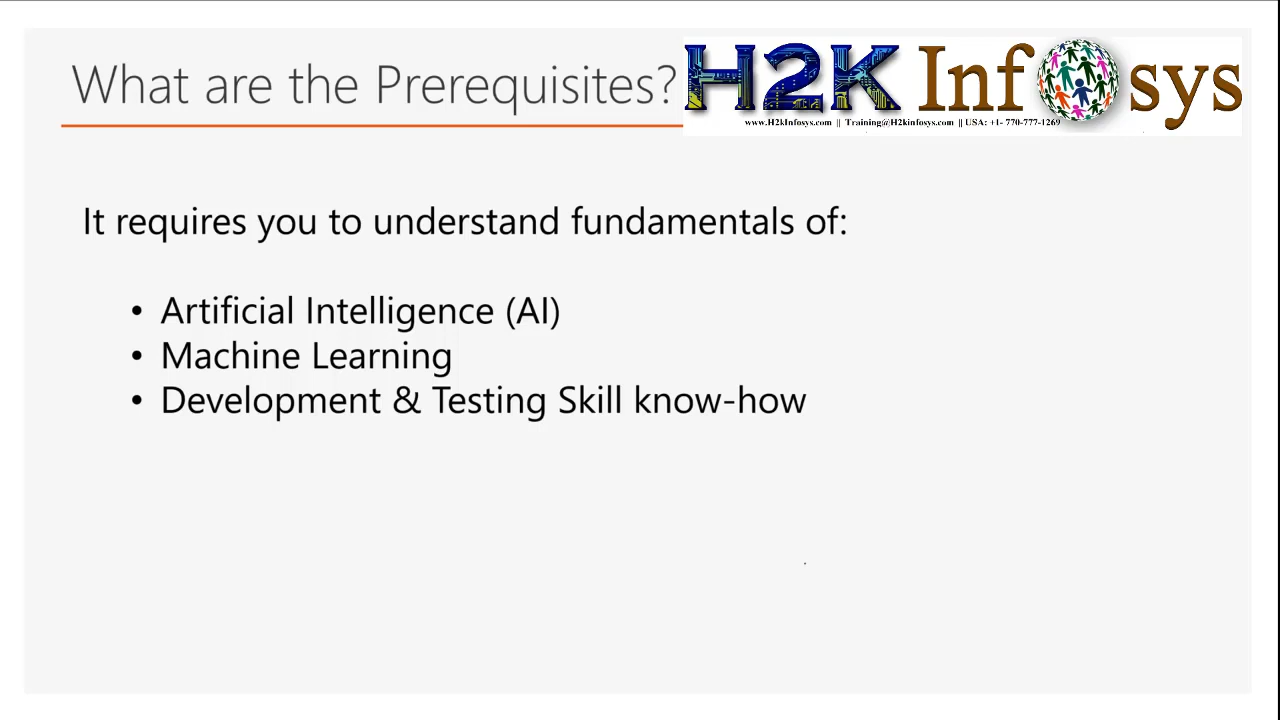 What are the Prerequisites?
H2K Infosys
www.H2kInfosys.com || Training@H2kinfosys.com || USA: +1- 770-777-1269
It requires you to understand fundamentals of:
• Artificial Intelligence (AI)
• Machine Learning
• Development & Testing Skill know-how